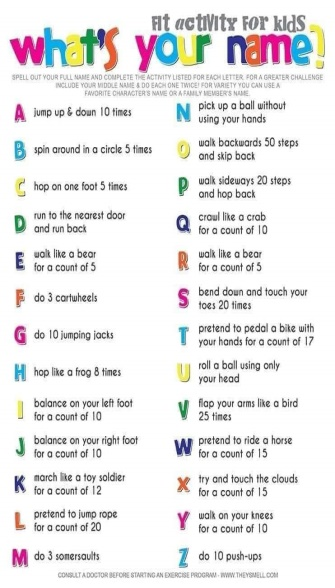 fit activity for kids
what's your name?
SPELL OUT YOUR FULL NAME AND COMPLETE THE ACTIVITY LISTED FOR EACH LETTER. FOR A GREATER CHALLENGE
INCLUDE YOUR MIDDLE NAME & DO EACH ONE TWICE! FOR VARIETY YOU CAN USE A
FAVORITE CHARACTER'S NAME OR A FAMILY MEMBER'S NAME.
A jump up & down 10 times
B spin around in a circle 5 times
C hop on one foot 5 times
D run to the nearest door
and run back
E walk like a bear
for a count of 5
F do 3 cartwheels
G do 10 jumping jacks
H hop like a frog 8 times
I balance on your left foot
for a count of 10
J balance on your right foot
for a count of 10
K march like a toy soldier
for a count of 12
L pretend to jump rope
for a count of 20
M do 3 somersaults
N pick up a ball without
using your hands
O walk backwards 50 steps
and skip back
P walk sideways 20 steps
and hop back
Q crawl like a crab
for a count of 10
R walk like a bear
for a count of 5
S bend down and touch your
toes 20 times
T pretend to pedal a bike with
your hands for a count of 17
U roll a ball using only
your head
V flap your arms like a bird
25 times
W pretend to ride a horse
for a count of 15
X try and touch the clouds
for a count of 15
Y walk on your knees
for a count of 10
Z do 10 push-ups
CONSULT A DOCTOR BEFORE STARTING AN EXERCISE PROGRAM - WWW.THEYSMELL.COM